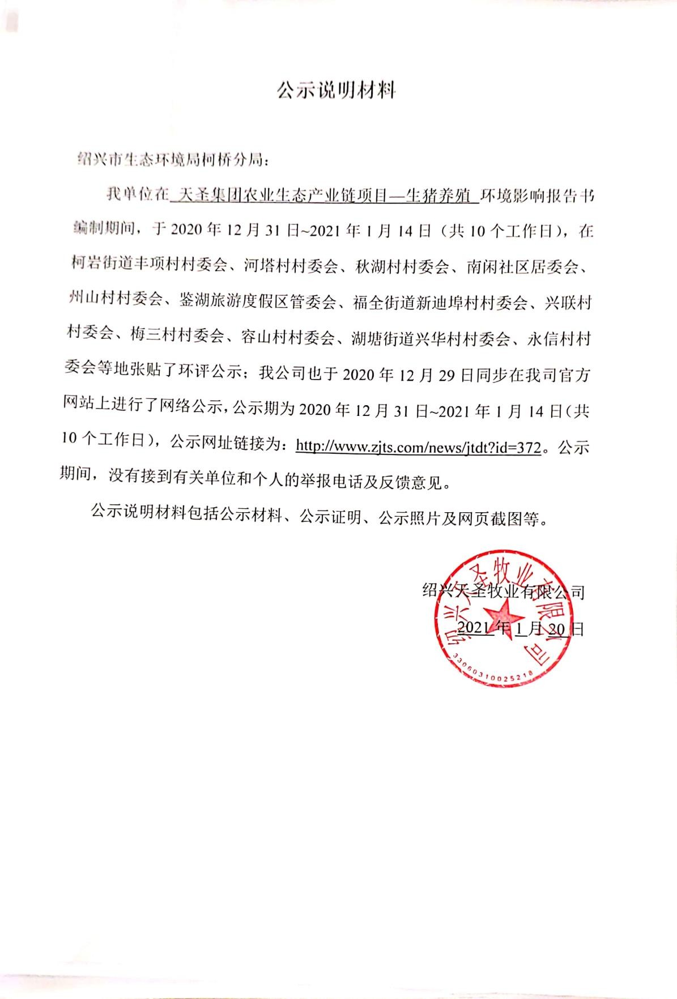 公示说明材料
绍兴市生态环境局柯桥分局：
我单位在 天圣集团农业生态产业链项目—生猪养殖 环境影响报告书
编制期间，于 2020 年 12 月 31 日~2021 年 1 月 14 日（共 10 个工作日），在
柯岩街道丰项村村委会、河塔村村委会、秋湖村村委会、南闲社区居委会、
州山村村委会、鉴湖旅游度假区管委会、福全街道新迪埠村村委会、兴联村
村委会、梅三村村委会、容山村村委会、湖塘街道兴华村村委会、永信村村
委会等地张贴了环评公示；我公司也于 2020 年 12 月 29 日同步在我司官方
网站上进行了网络公示，公示期为 2020 年 12 月 31 日~2021 年 1 月 14 日（共
10 个工作日），公示网址链接为：http://www.zjts.com/news/jtdt?id=372。公示
期间，没有接到有关单位和个人的举报电话及反馈意见。
公示说明材料包括公示材料、公示证明、公示照片及网页截图等。
绍兴天圣牧业有限公司
2021 年 1 月 20 日
绍兴天圣牧业有限公司
33060310025218